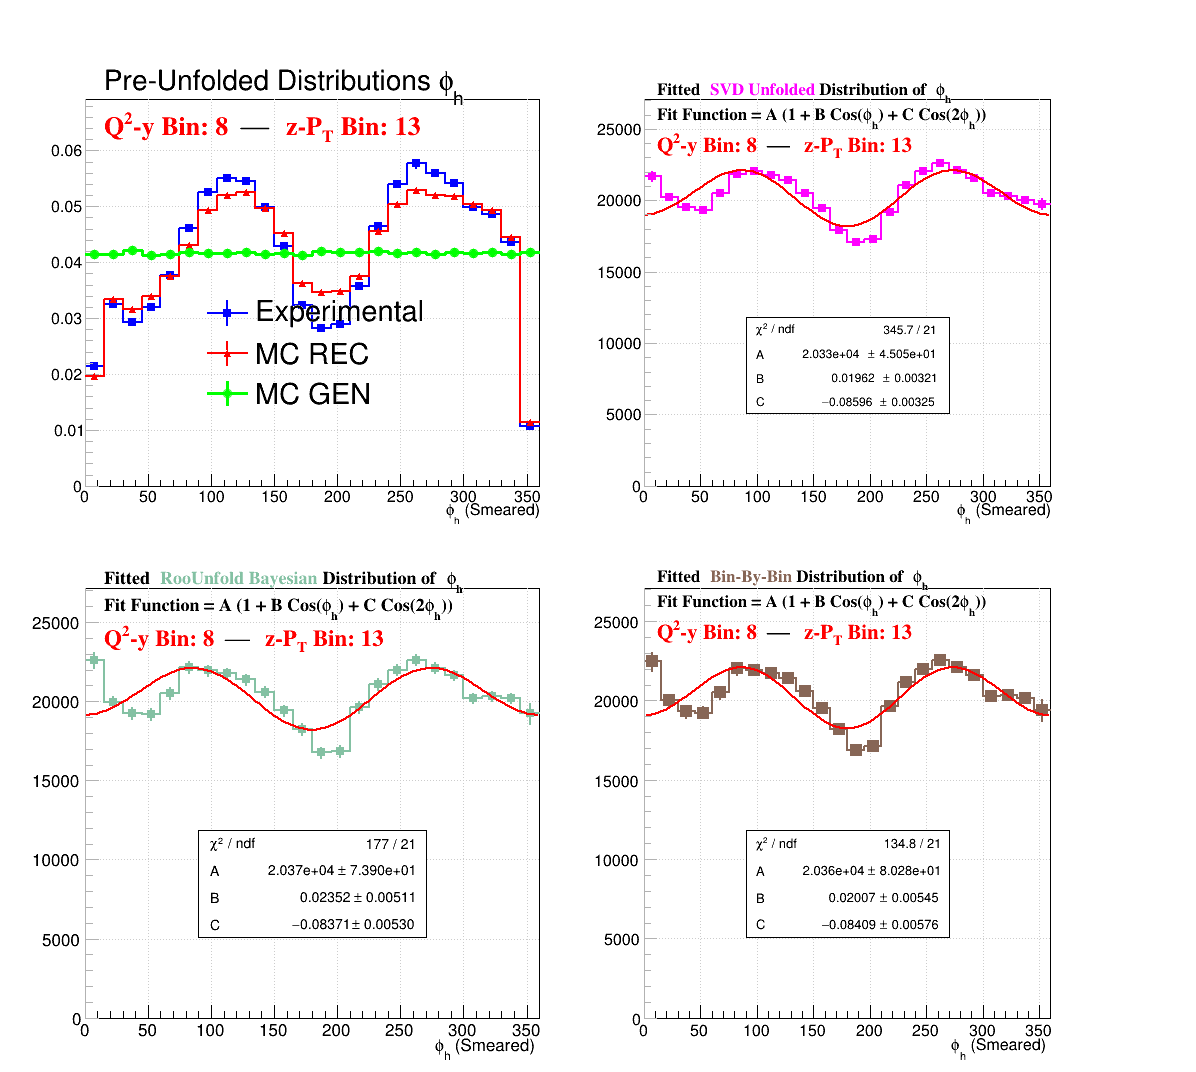 Pre-Unfolded Distributions ϕh
Q²-y Bin: 8 — z-PT Bin: 13
0.06
0.05
0.04
0.03
0.02
0.01
0
Experimental
MC REC
MC GEN
0 50 100 150 200 250 300 350
ϕh (Smeared)
Fitted SVD Unfolded Distribution of ϕh
Fit Function = A (1 + B Cos(ϕh) + C Cos(2ϕh))
Q²-y Bin: 8 — z-PT Bin: 13
25000
20000
15000
10000
5000
0
χ² / ndf 345.7 / 21
A 2.033e+04 ± 4.505e+01
B 0.01962 ± 0.00321
C −0.08596 ± 0.00325
0 50 100 150 200 250 300 350
ϕh (Smeared)
Fitted RooUnfold Bayesian Distribution of ϕh
Fit Function = A (1 + B Cos(ϕh) + C Cos(2ϕh))
Q²-y Bin: 8 — z-PT Bin: 13
25000
20000
15000
10000
5000
0
χ² / ndf 177 / 21
A 2.037e+04 ± 7.390e+01
B 0.02352 ± 0.00511
C −0.08371 ± 0.00530
0 50 100 150 200 250 300 350
ϕh (Smeared)
Fitted Bin-By-Bin Distribution of ϕh
Fit Function = A (1 + B Cos(ϕh) + C Cos(2ϕh))
Q²-y Bin: 8 — z-PT Bin: 13
25000
20000
15000
10000
5000
0
χ² / ndf 134.8 / 21
A 2.036e+04 ± 8.028e+01
B 0.02007 ± 0.00545
C −0.08409 ± 0.00576
0 50 100 150 200 250 300 350
ϕh (Smeared)